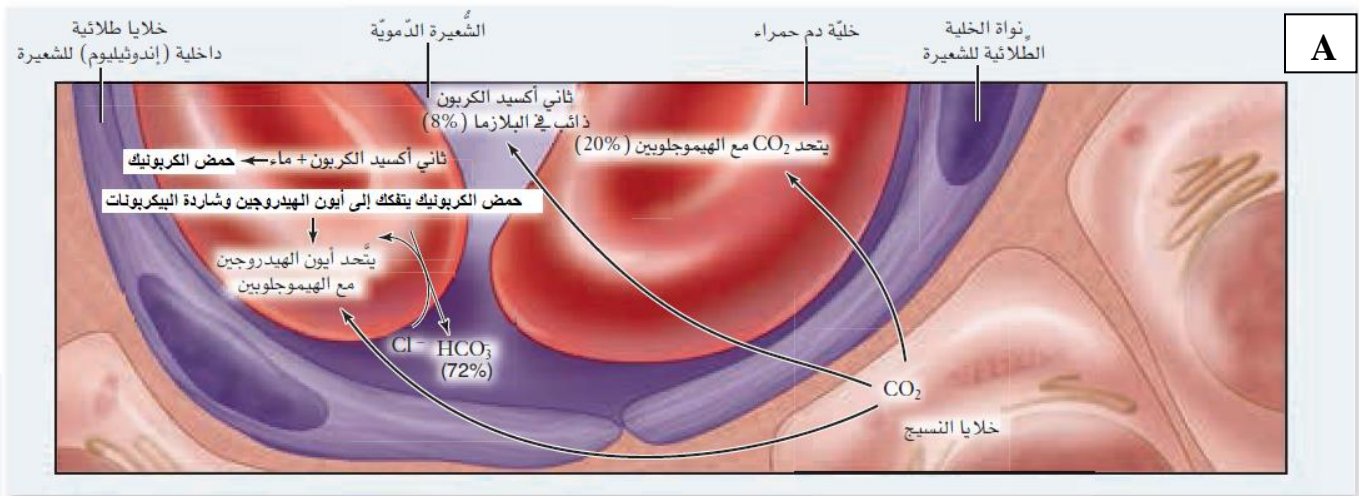 A
نواة الخلية
الطِّلائية للشعيرة
خليّة دم حمراء
الشُّعيرة الدّمويّة
خلايا طلائية
داخلية (إندوثيليوم) للشعيرة
يتحد CO₂ مع الهيموجلوبين (20%)
ثاني أكسيد الكربون
ذائب في البلازما (8%)
ثاني أكسيد الكربون + ماء ← حمض الكربونيك
حمض الكربونيك يتفكك إلى أيون الهيدروجين وشاردة البيكربونات
يتَّحد أيون الهيدروجين
مع الهيموجلوبين
Cl⁻ HCO₃⁻
(72%)
CO₂
خلايا النسيج